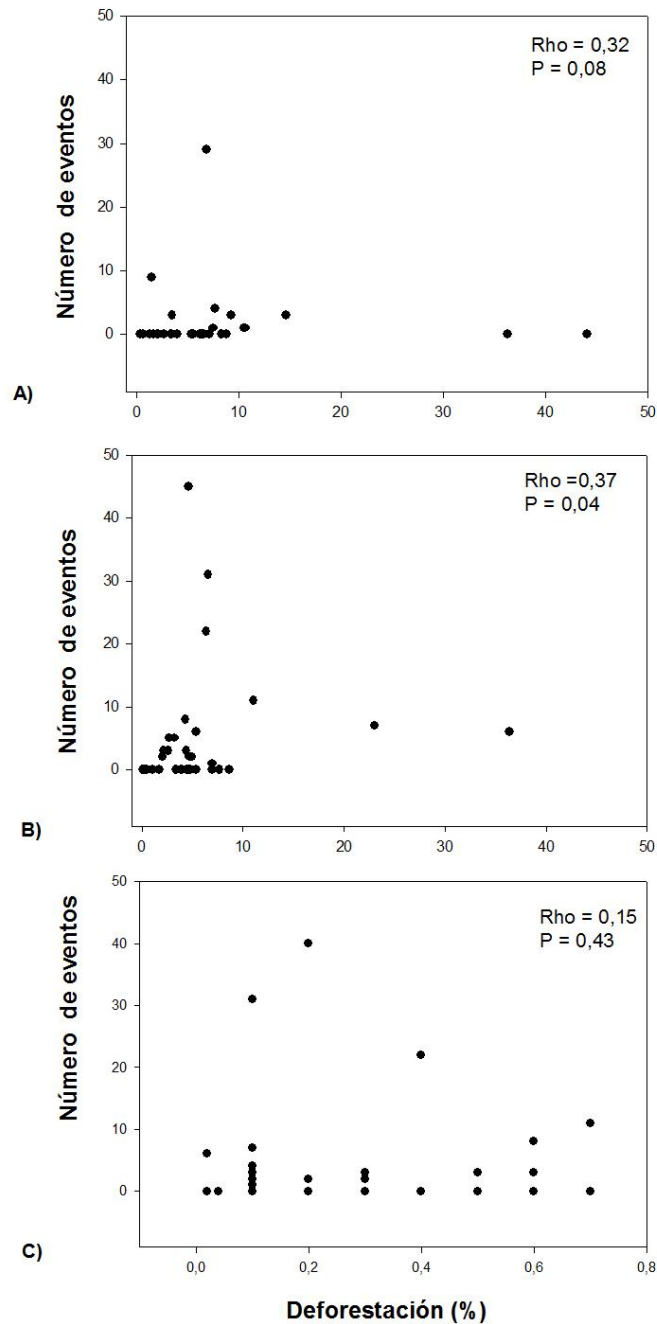 50
40
30
20
10
0
Número de eventos
Rho = 0,32
P = 0,08
A)
0 10 20 30 40 50
50
40
30
20
10
0
Número de eventos
Rho =0,37
P = 0,04
B)
0 10 20 30 40 50
50
40
30
20
10
0
Número de eventos
Rho = 0,15
P = 0,43
C)
0,0 0,2 0,4 0,6 0,8
Deforestación (%)